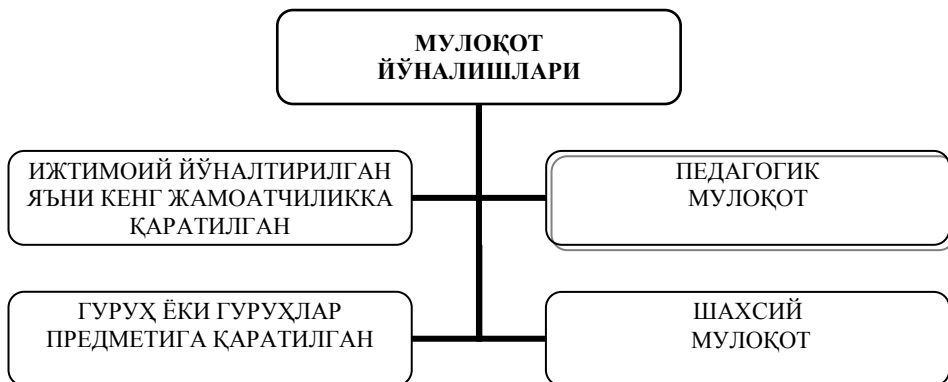 МУЛОҚОТ
ЙЎНАЛИШЛАРИ
ИЖТИМОИЙ ЙЎНАЛТИРИЛГАН
ЯЪНИ КЕНГ ЖАМОАТЧИЛИККА
ҚАРАТИЛГАН
ПЕДАГОГИК
МУЛОҚОТ
ГУРУҲ ЁКИ ГУРУҲЛАР
ПРЕДМЕТИГА ҚАРАТИЛГАН
ШАХСИЙ
МУЛОҚОТ